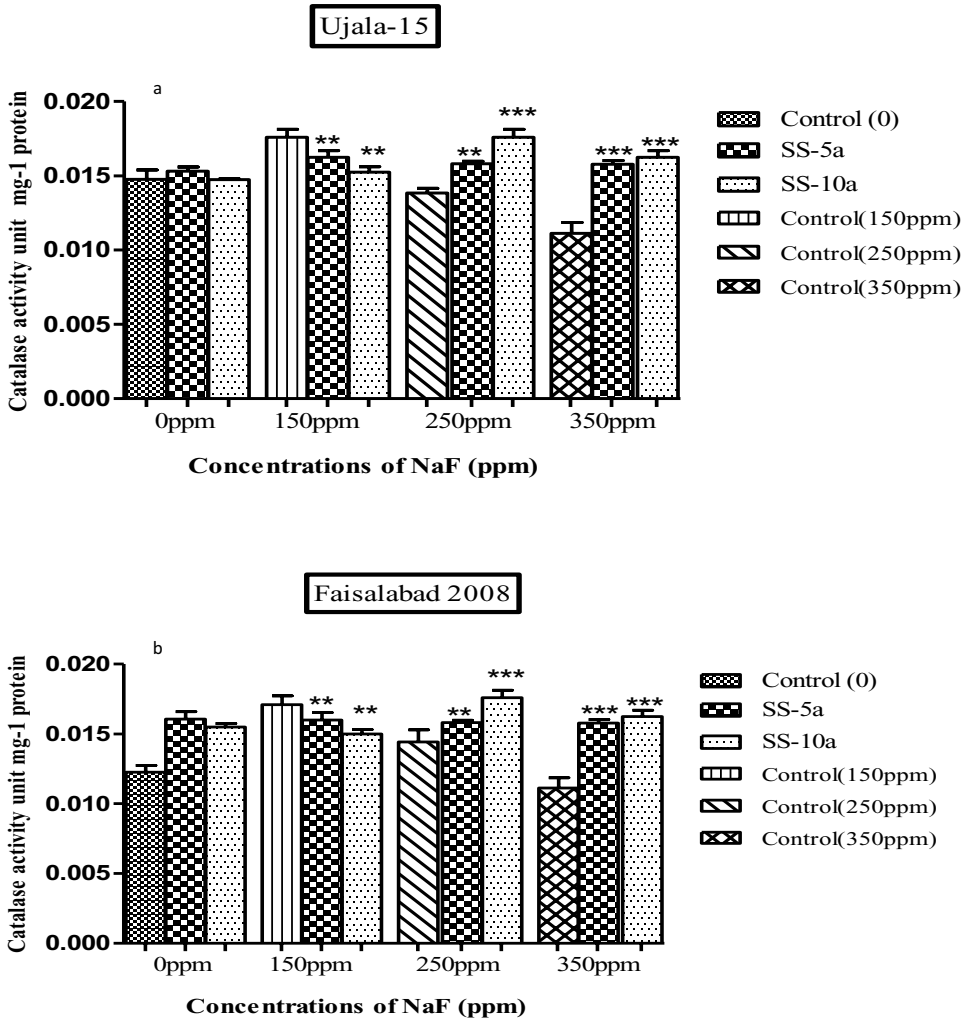 Ujala-15
a
Catalase activity unit mg-1 protein
0.020
0.015
0.010
0.005
0.000
**
**
**
***
***
***
0ppm
150ppm
250ppm
350ppm
Concentrations of NaF (ppm)
Control (0)
SS-5a
SS-10a
Control(150ppm)
Control(250ppm)
Control(350ppm)
Faisalabad 2008
b
Catalase activity unit mg-1 protein
0.020
0.015
0.010
0.005
0.000
**
**
**
***
***
***
0ppm
150ppm
250ppm
350ppm
Concentrations of NaF (ppm)
Control (0)
SS-5a
SS-10a
Control(150ppm)
Control(250ppm)
Control(350ppm)